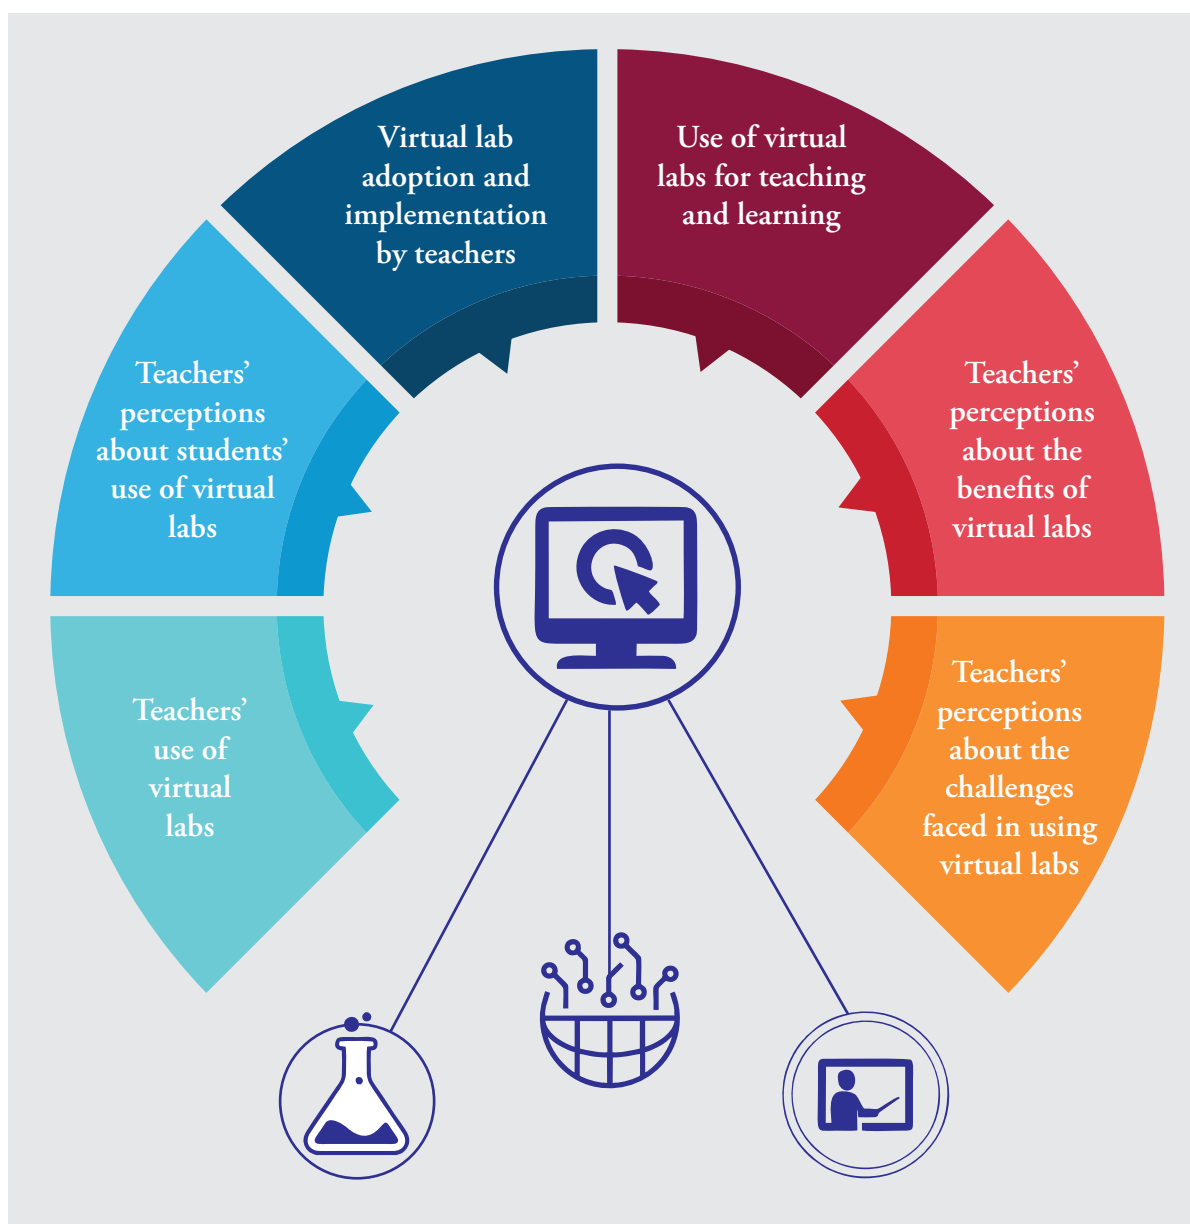 Virtual lab
adoption and
implementation
by teachers
Use of virtual
labs for teaching
and learning
Teachers’
perceptions
about students’
use of virtual
labs
Teachers’
perceptions
about the
benefits of
virtual labs
Teachers’
use of
virtual
labs
Teachers’
perceptions
about the
challenges
faced in using
virtual labs